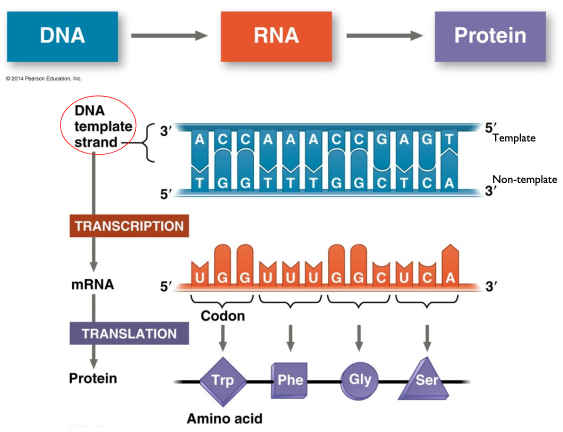 DNA RNA Protein
© 2014 Pearson Education, Inc.
DNA
template
strand
3′ A C C A A A C C G A G T 5′
Template
Non-template
5′ T G G T T T G G C T C A 3′
TRANSCRIPTION
mRNA
5′ U G G U U U G G C U C A 3′
Codon
TRANSLATION
Protein
Trp Phe Gly Ser
Amino acid